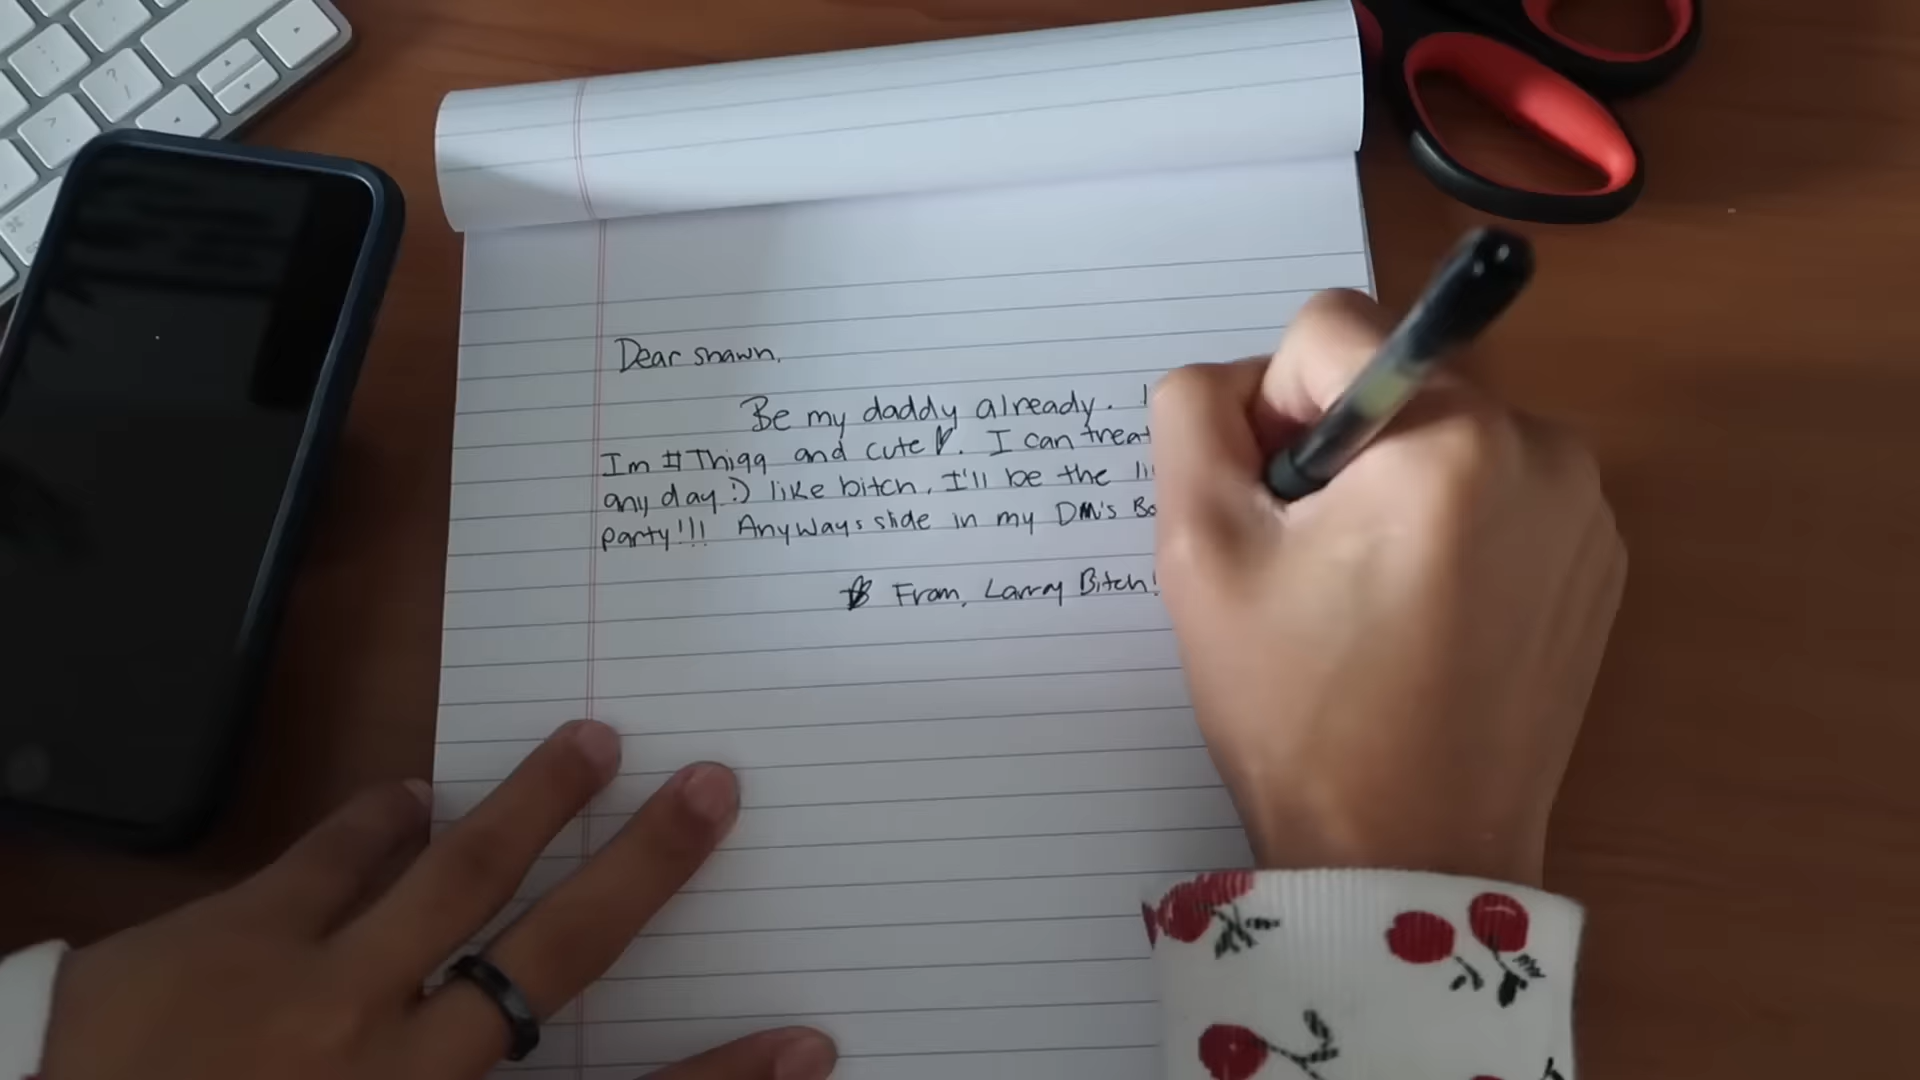 Dear shawn,
Be my daddy already. I
Im #Thigg and cute. I can treat
any day :) like bitch, I'll be the
party!!! Anyways slide in my DM's
From, Larry Bitch!